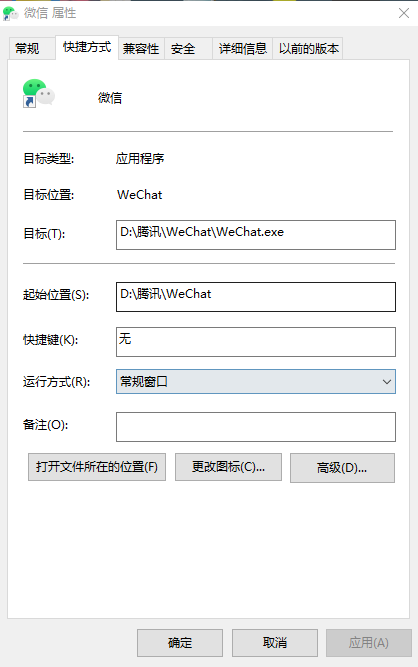 微信 属性
常规 快捷方式 兼容性 安全 详细信息 以前的版本
微信
目标类型: 应用程序
目标位置: WeChat
目标(T): D:\腾讯\WeChat\WeChat.exe
起始位置(S): D:\腾讯\WeChat
快捷键(K): 无
运行方式(R): 常规窗口
备注(O):
打开文件所在的位置(F) 更改图标(C)... 高级(D)...
确定 取消 应用(A)